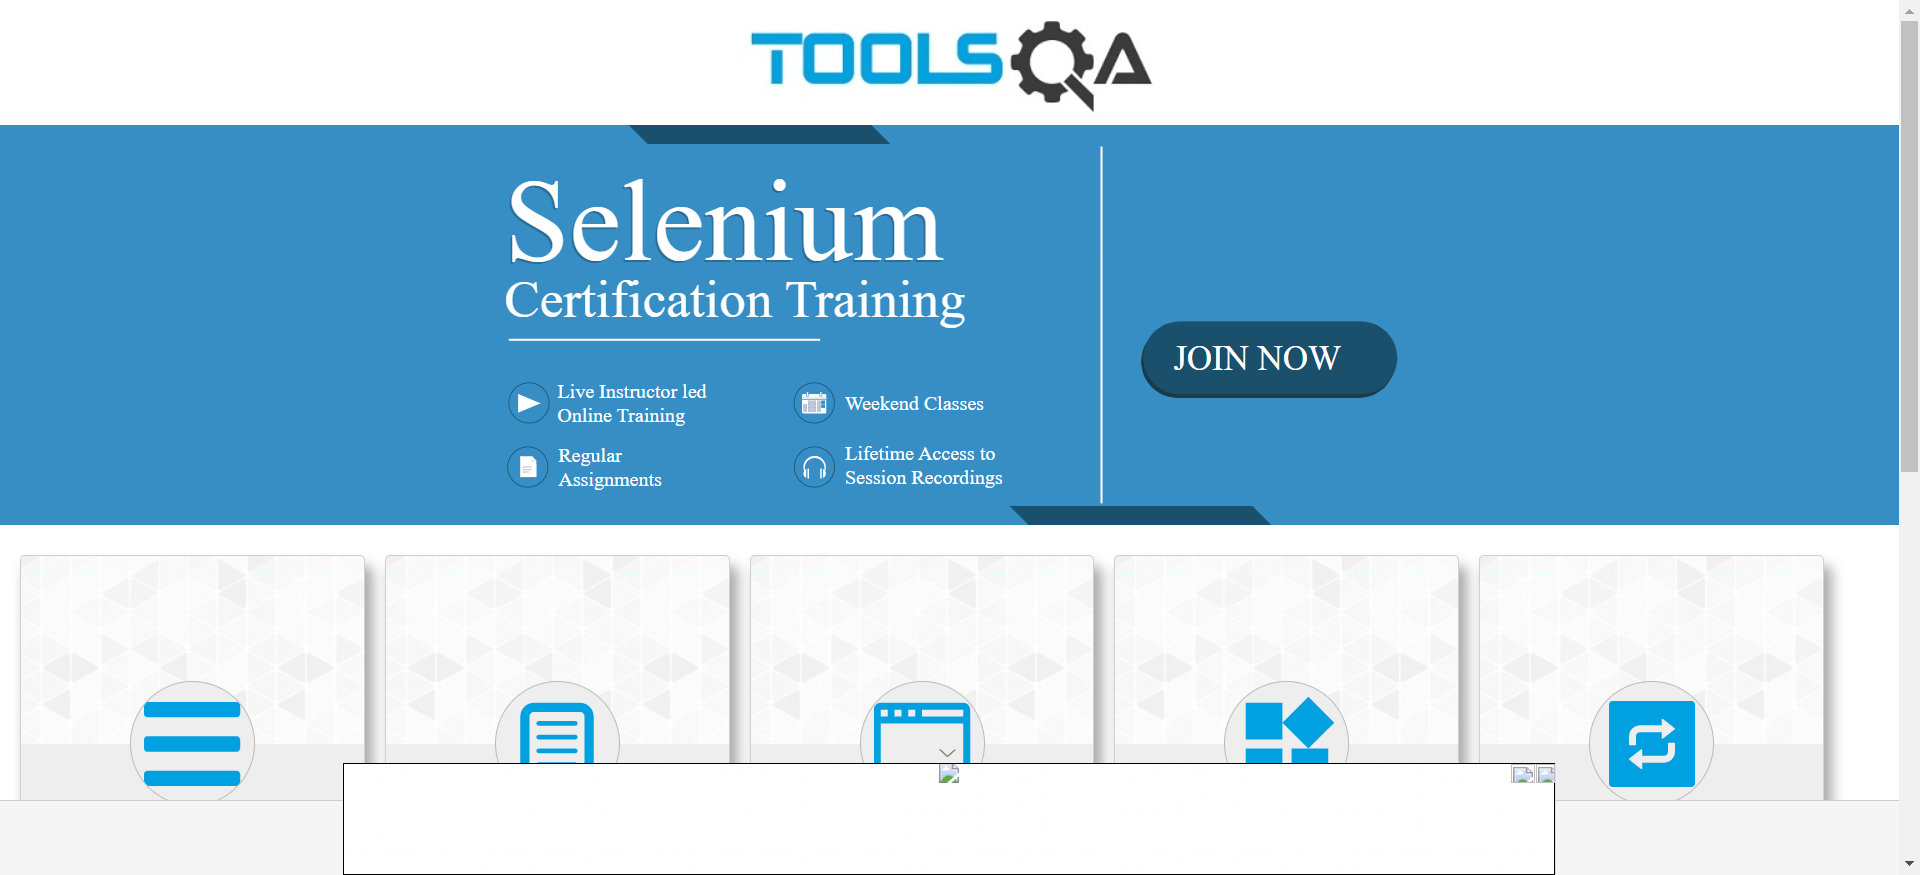 TOOLSQA
Selenium
Certification Training
JOIN NOW
Live Instructor led
Online Training
Weekend Classes
Regular
Assignments
Lifetime Access to
Session Recordings